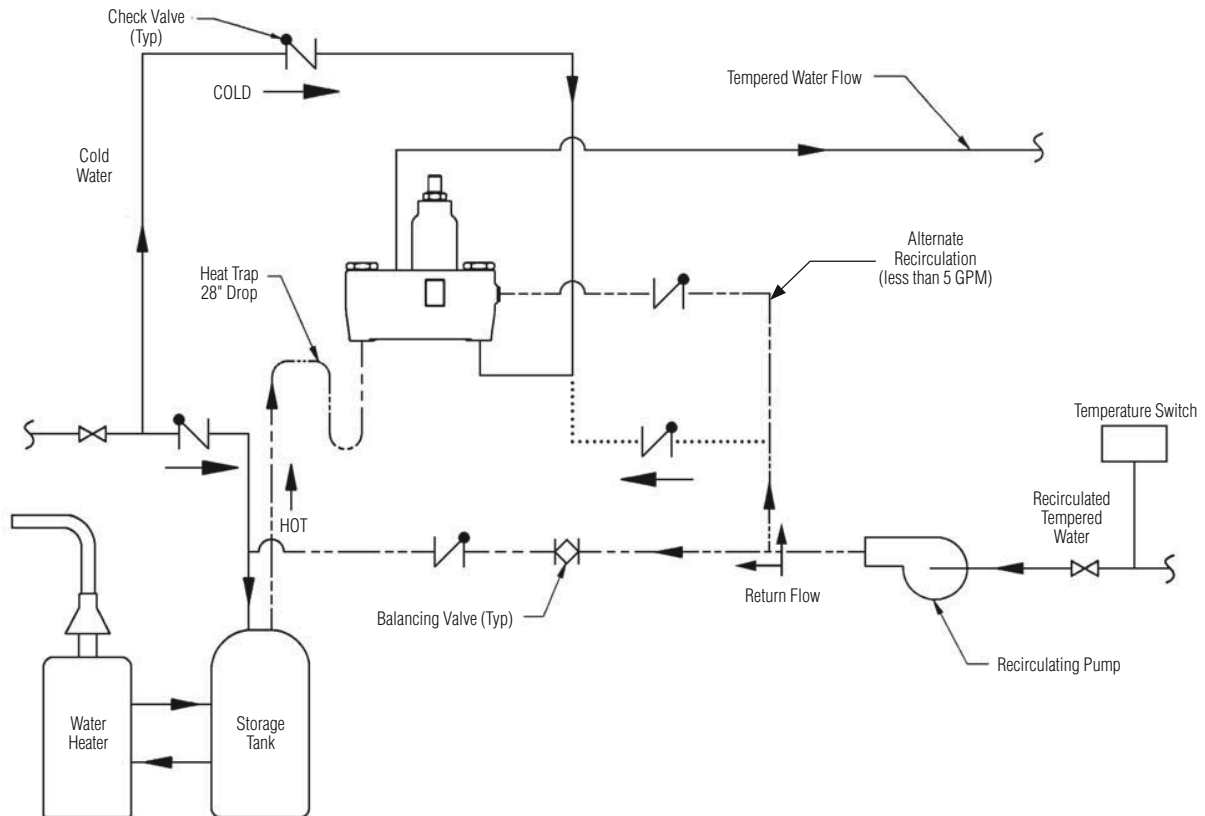 Check Valve
(Typ)
COLD
Tempered Water Flow
Cold
Water
Alternate
Recirculation
(less than 5 GPM)
Heat Trap
28" Drop
Temperature Switch
HOT
Recirculated
Tempered
Water
Balancing Valve (Typ)
Return Flow
Recirculating Pump
Water
Heater
Storage
Tank